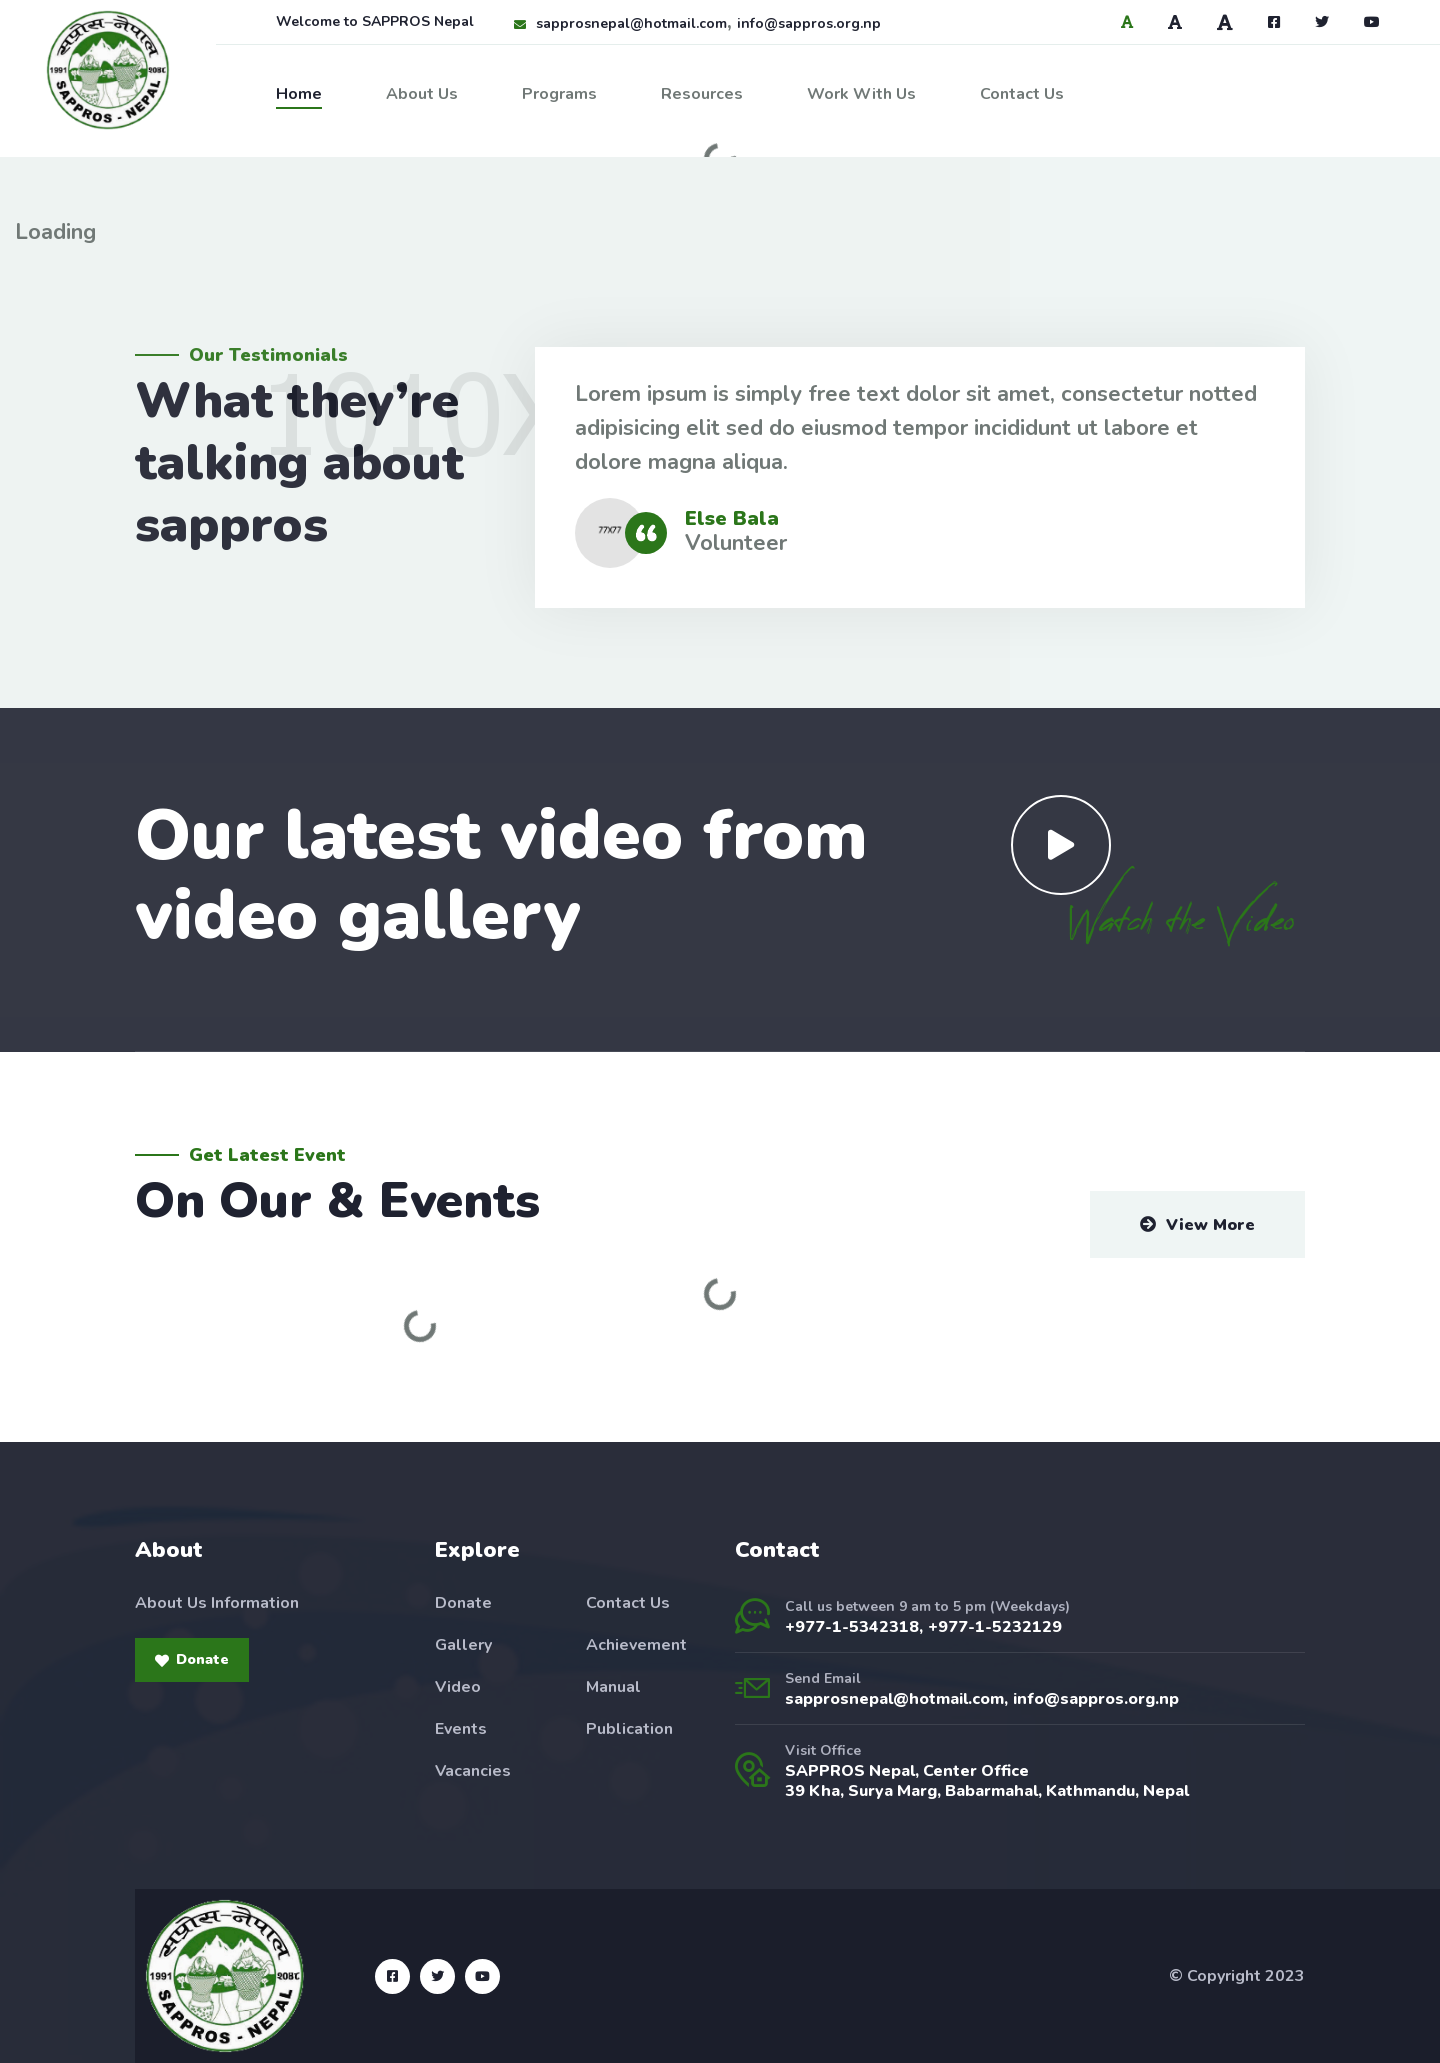 सप्रोस-नेपाल
1991 २०४८
SAPPROS - NEPAL
Welcome to SAPPROS Nepal
sapprosnepal@hotmail.com, info@sappros.org.np
A A A
Home About Us Programs Resources Work With Us Contact Us
Loading
Our Testimonials
1010X
What they’re
talking about
sappros
Lorem ipsum is simply free text dolor sit amet, consectetur notted
adipisicing elit sed do eiusmod tempor incididunt ut labore et
dolore magna aliqua.
77X77
Else Bala
Volunteer
Our latest video from
video gallery
Watch the Video
Get Latest Event
On Our & Events
View More
About
About Us Information
Donate
Explore
Donate
Gallery
Video
Events
Vacancies
Contact Us
Achievement
Manual
Publication
Contact
Call us between 9 am to 5 pm (Weekdays)
+977-1-5342318, +977-1-5232129
Send Email
sapprosnepal@hotmail.com, info@sappros.org.np
Visit Office
SAPPROS Nepal, Center Office
39 Kha, Surya Marg, Babarmahal, Kathmandu, Nepal
सप्रोस-नेपाल
1991 २०४८
SAPPROS - NEPAL
© Copyright 2023